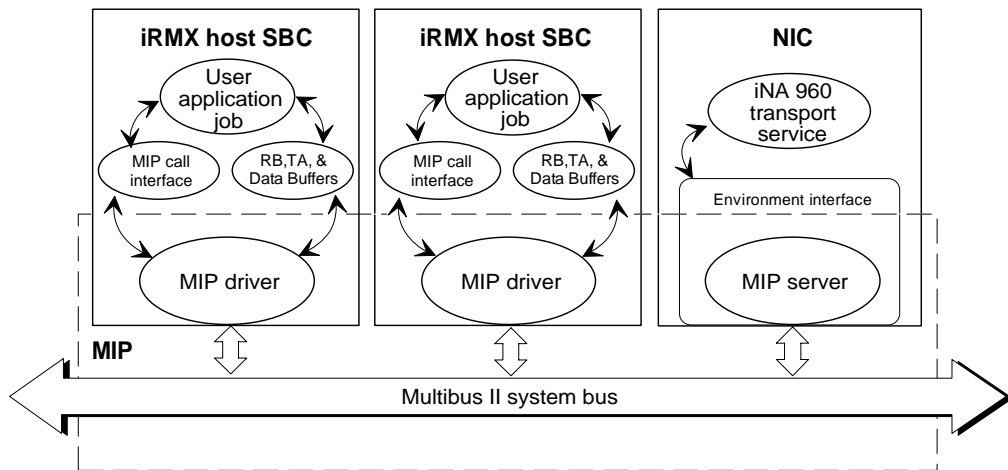 iRMX host SBC
User
application
job
MIP call
interface
RB,TA, &
Data Buffers
MIP driver
iRMX host SBC
User
application
job
MIP call
interface
RB,TA, &
Data Buffers
MIP driver
NIC
iNA 960
transport
service
Environment interface
MIP server
MIP
Multibus II system bus